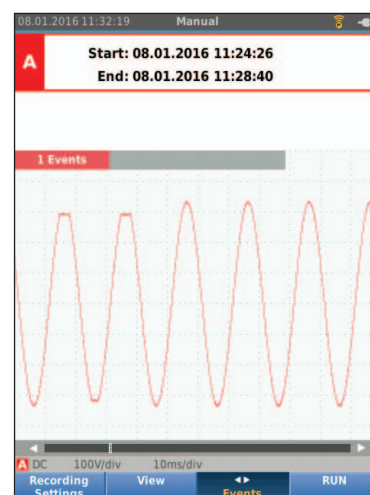 08.01.2016 11:32:19 Manual
A
Start: 08.01.2016 11:24:26
End: 08.01.2016 11:28:40
1 Events
A DC 100V/div 10ms/div
Recording Settings
View
Events
RUN